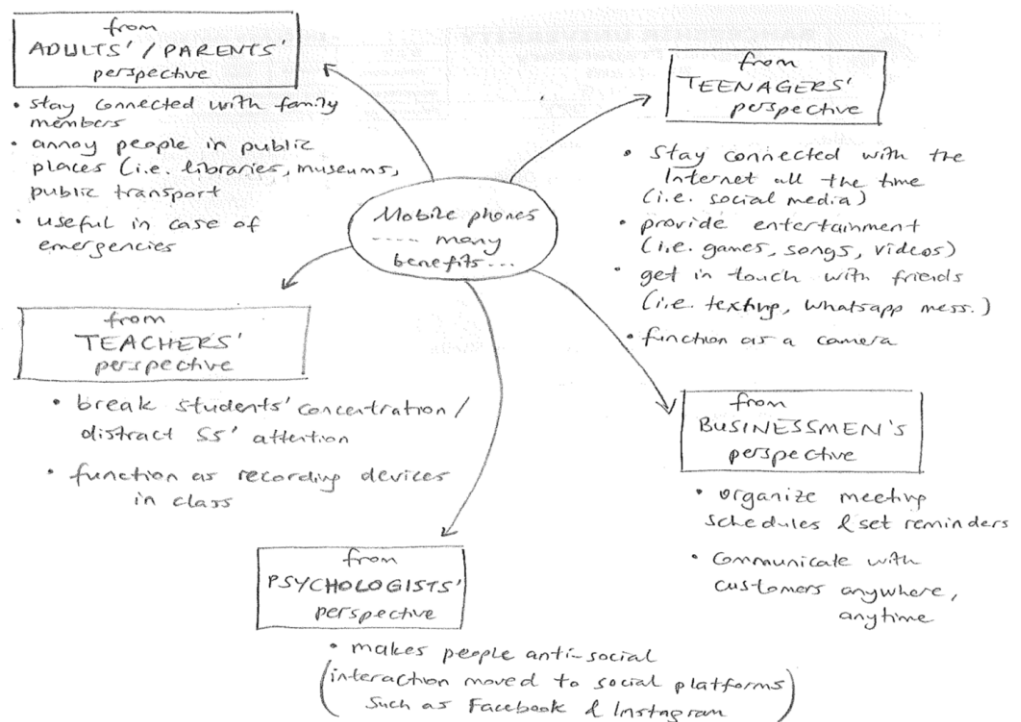 from
ADULTS' / PARENTS'
perspective
• stay connected with family
members
• annoy people in public
places (i.e. libraries, museums,
public transport
• useful in case of
emergencies
from
TEENAGERS'
perspective
• stay connected with the
Internet all the time
(i.e. social media)
• provide entertainment
(i.e. games, songs, videos)
• get in touch with friends
(i.e. texting, whatsapp mess.)
• function as a camera
Mobile phones
---- many
benefits...
from
TEACHERS'
perspective
• break students' concentration /
distract SS' attention
• function as recording devices
in class
from
BUSINESSMEN's
perspective
• organize meeting
schedules & set reminders
• communicate with
customers anywhere,
anytime
from
PSYCHOLOGISTS'
perspective
• makes people anti-social
(interaction moved to social platforms
such as Facebook & Instagram)